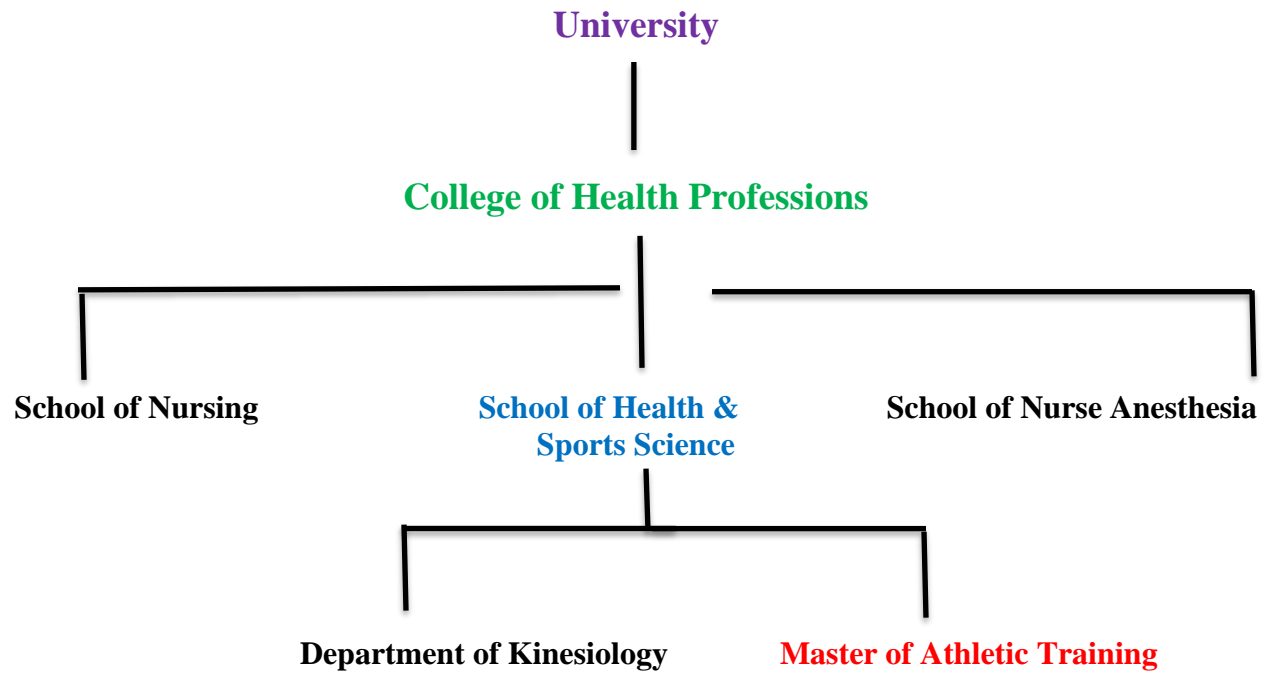 University
College of Health Professions
School of Nursing
School of Health &
Sports Science
School of Nurse Anesthesia
Department of Kinesiology
Master of Athletic Training